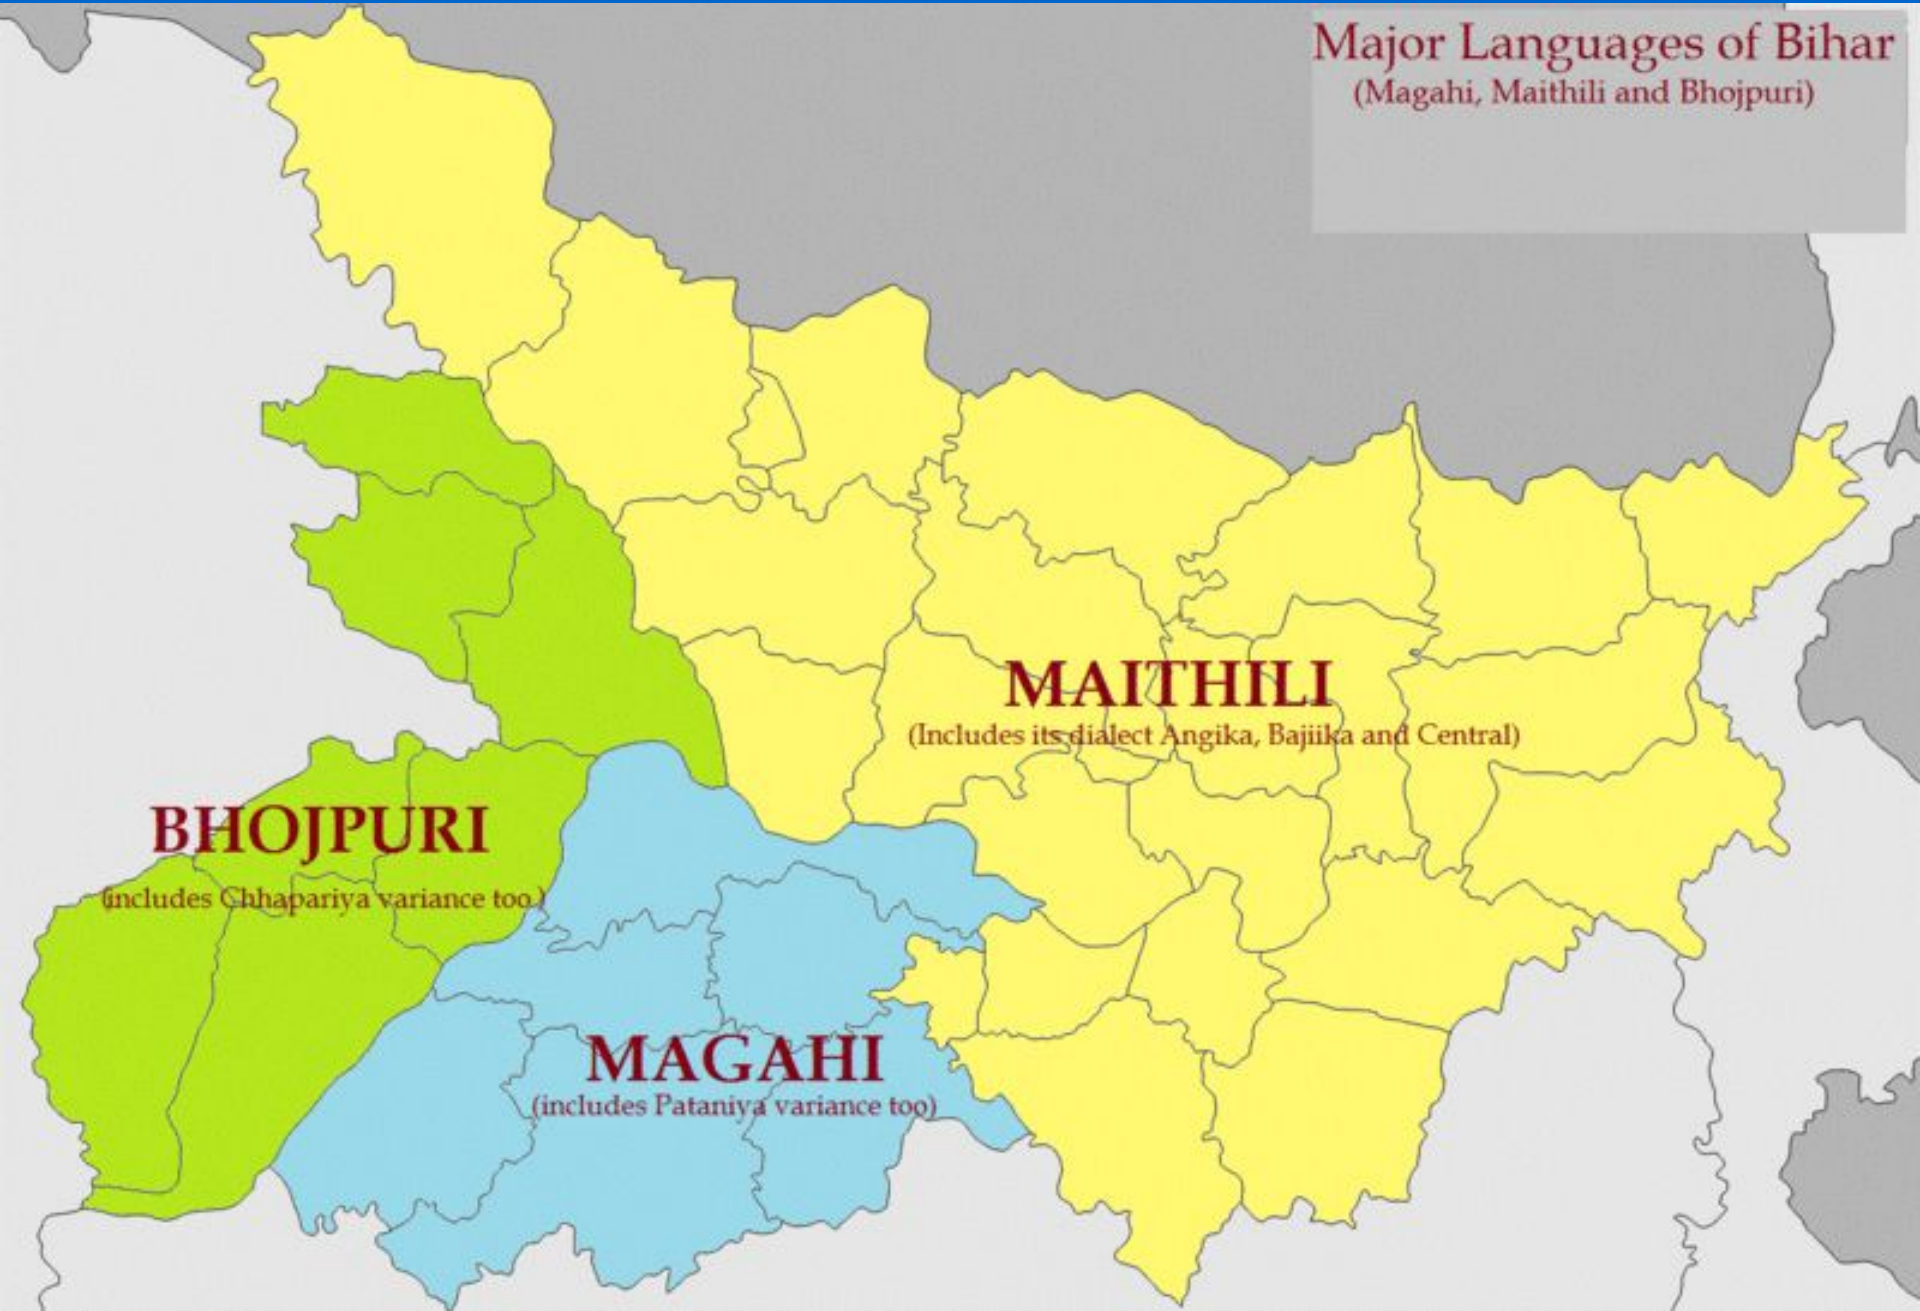 Major Languages of Bihar
(Magahi, Maithili and Bhojpuri)
MAITHILI
(Includes its dialect Angika, Bajiika and Central)
BHOJPURI
(includes Chhapariya variance too )
MAGAHI
(includes Pataniya variance too)